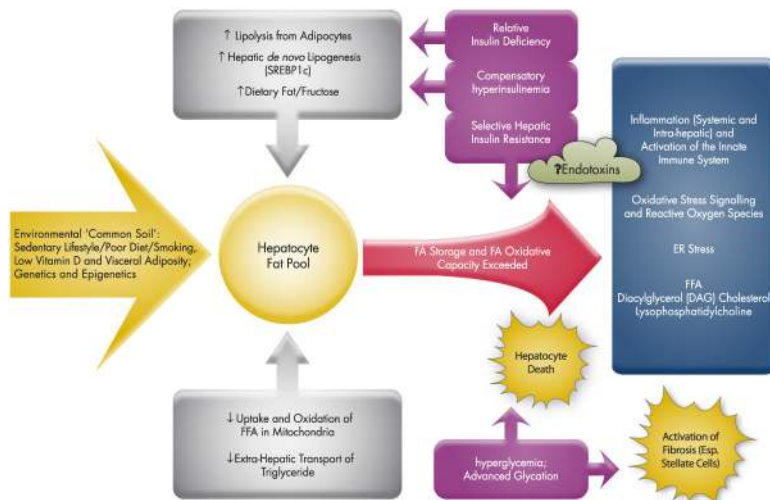 ↑ Lipolysis from Adipocytes
↑ Hepatic de novo Lipogenesis
(SREBP1c)
↑Dietary Fat/Fructose
Relative
Insulin Deficiency
Compensatory
hyperinsulinemia
Selective Hepatic
Insulin Resistance
?Endotoxins
Inflammation (Systemic and
Intra-hepatic) and
Activation of the Innate
Immune System
Oxidative Stress Signalling
and Reactive Oxygen Species
ER Stress
FFA
Diacylglycerol (DAG) Cholesterol
Lysophosphatidylcholine
Environmental 'Common Soil':
Sedentary Lifestyle/Poor Diet/Smoking,
Low Vitamin D and Visceral Adiposity;
Genetics and Epigenetics
Hepatocyte
Fat Pool
FA Storage and FA Oxidative
Capacity Exceeded
Hepatocyte
Death
↓Uptake and Oxidation of
FFA in Mitochondria
↓Extra-Hepatic Transport of
Triglyceride
hyperglycemia;
Advanced Glycation
Activation of
Fibrosis (Esp.
Stellate Cells)